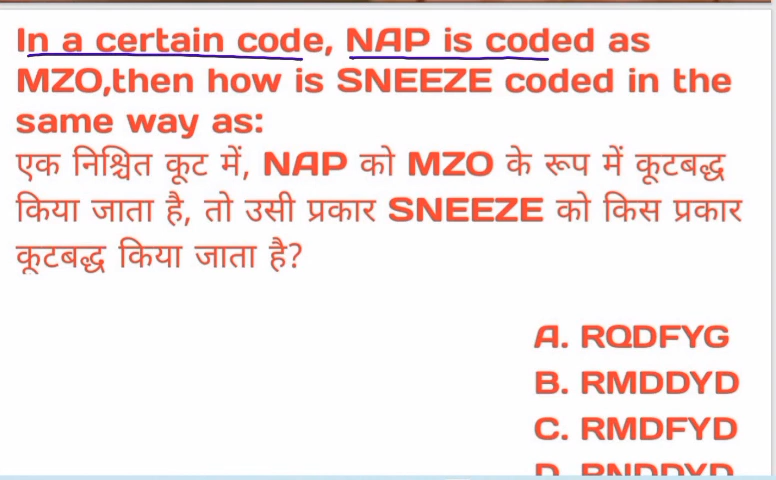 In a certain code, NAP is coded as
MZO,then how is SNEEZE coded in the
same way as:
एक निश्चित कूट में, NAP को MZO के रूप में कूटबद्ध
किया जाता है, तो उसी प्रकार SNEEZE को किस प्रकार
कूटबद्ध किया जाता है?
A. RQDFYG
B. RMDDYD
C. RMDFYD
D. RNDDYD